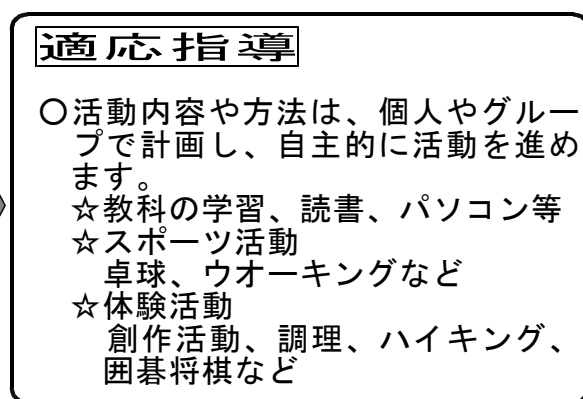 適応指導
○活動内容や方法は、個人やグルー
プで計画し、自主的に活動を進め
ます。
☆教科の学習、読書、パソコン等
☆スポーツ活動
卓球、ウオーキングなど
☆体験活動
創作活動、調理、ハイキング、
囲碁将棋など